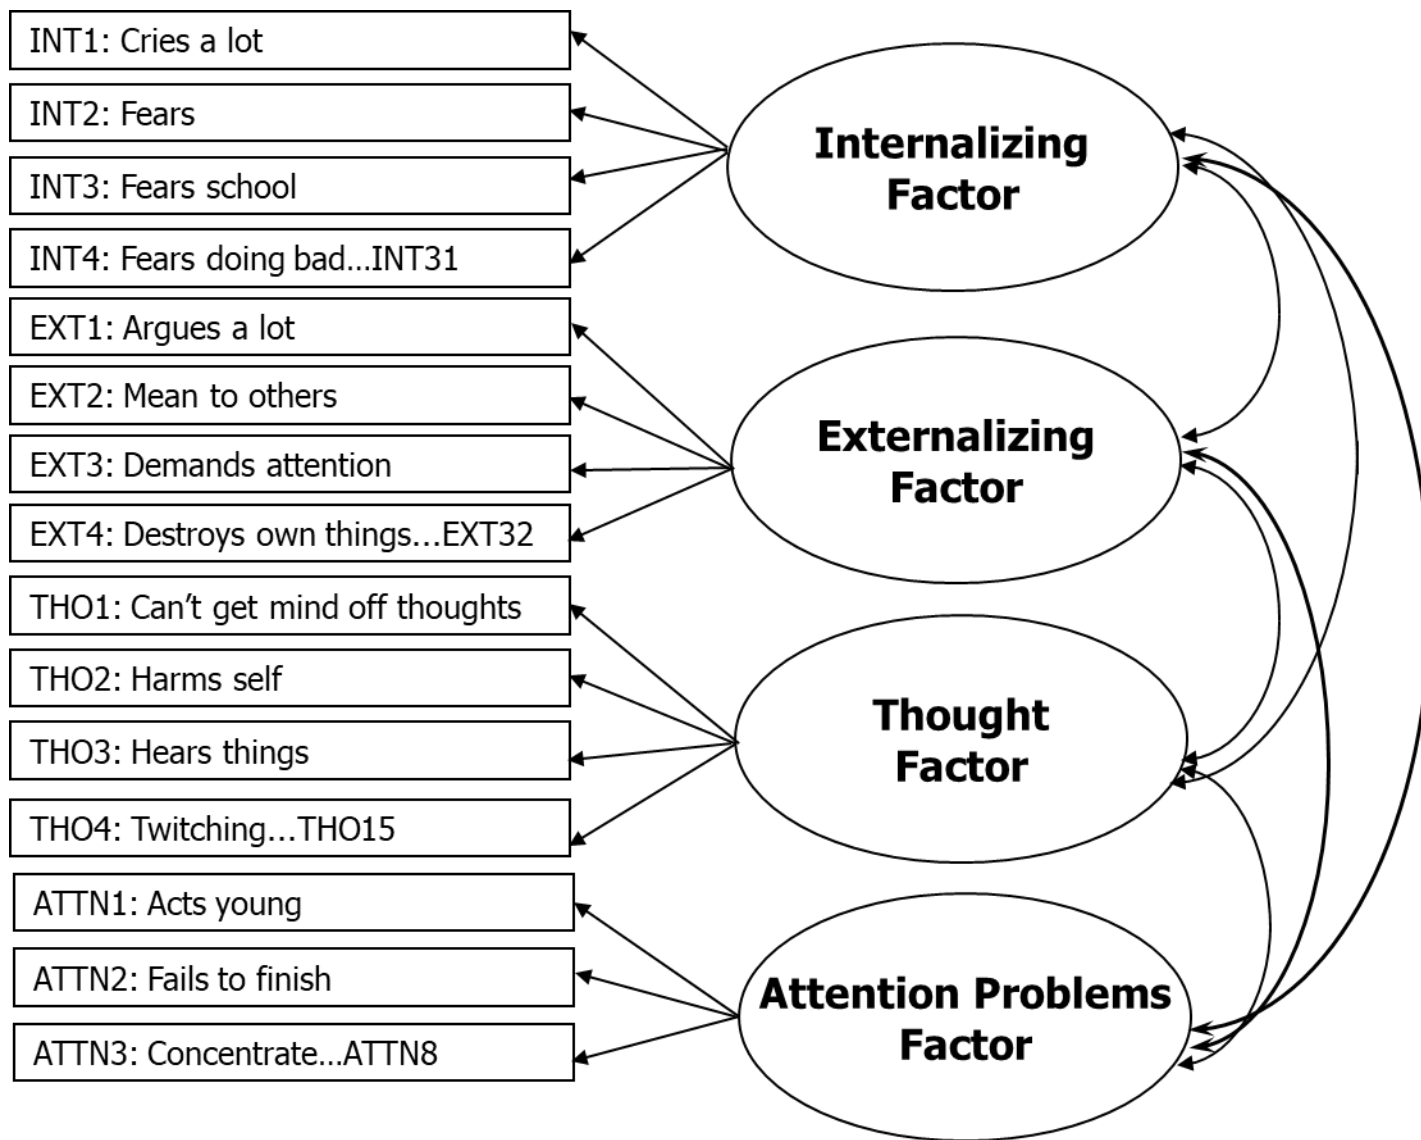 INT1: Cries a lot
INT2: Fears
INT3: Fears school
INT4: Fears doing bad...INT31
EXT1: Argues a lot
EXT2: Mean to others
EXT3: Demands attention
EXT4: Destroys own things...EXT32
THO1: Can’t get mind off thoughts
THO2: Harms self
THO3: Hears things
THO4: Twitching...THO15
ATTN1: Acts young
ATTN2: Fails to finish
ATTN3: Concentrate...ATTN8
Internalizing
Factor
Externalizing
Factor
Thought
Factor
Attention Problems
Factor